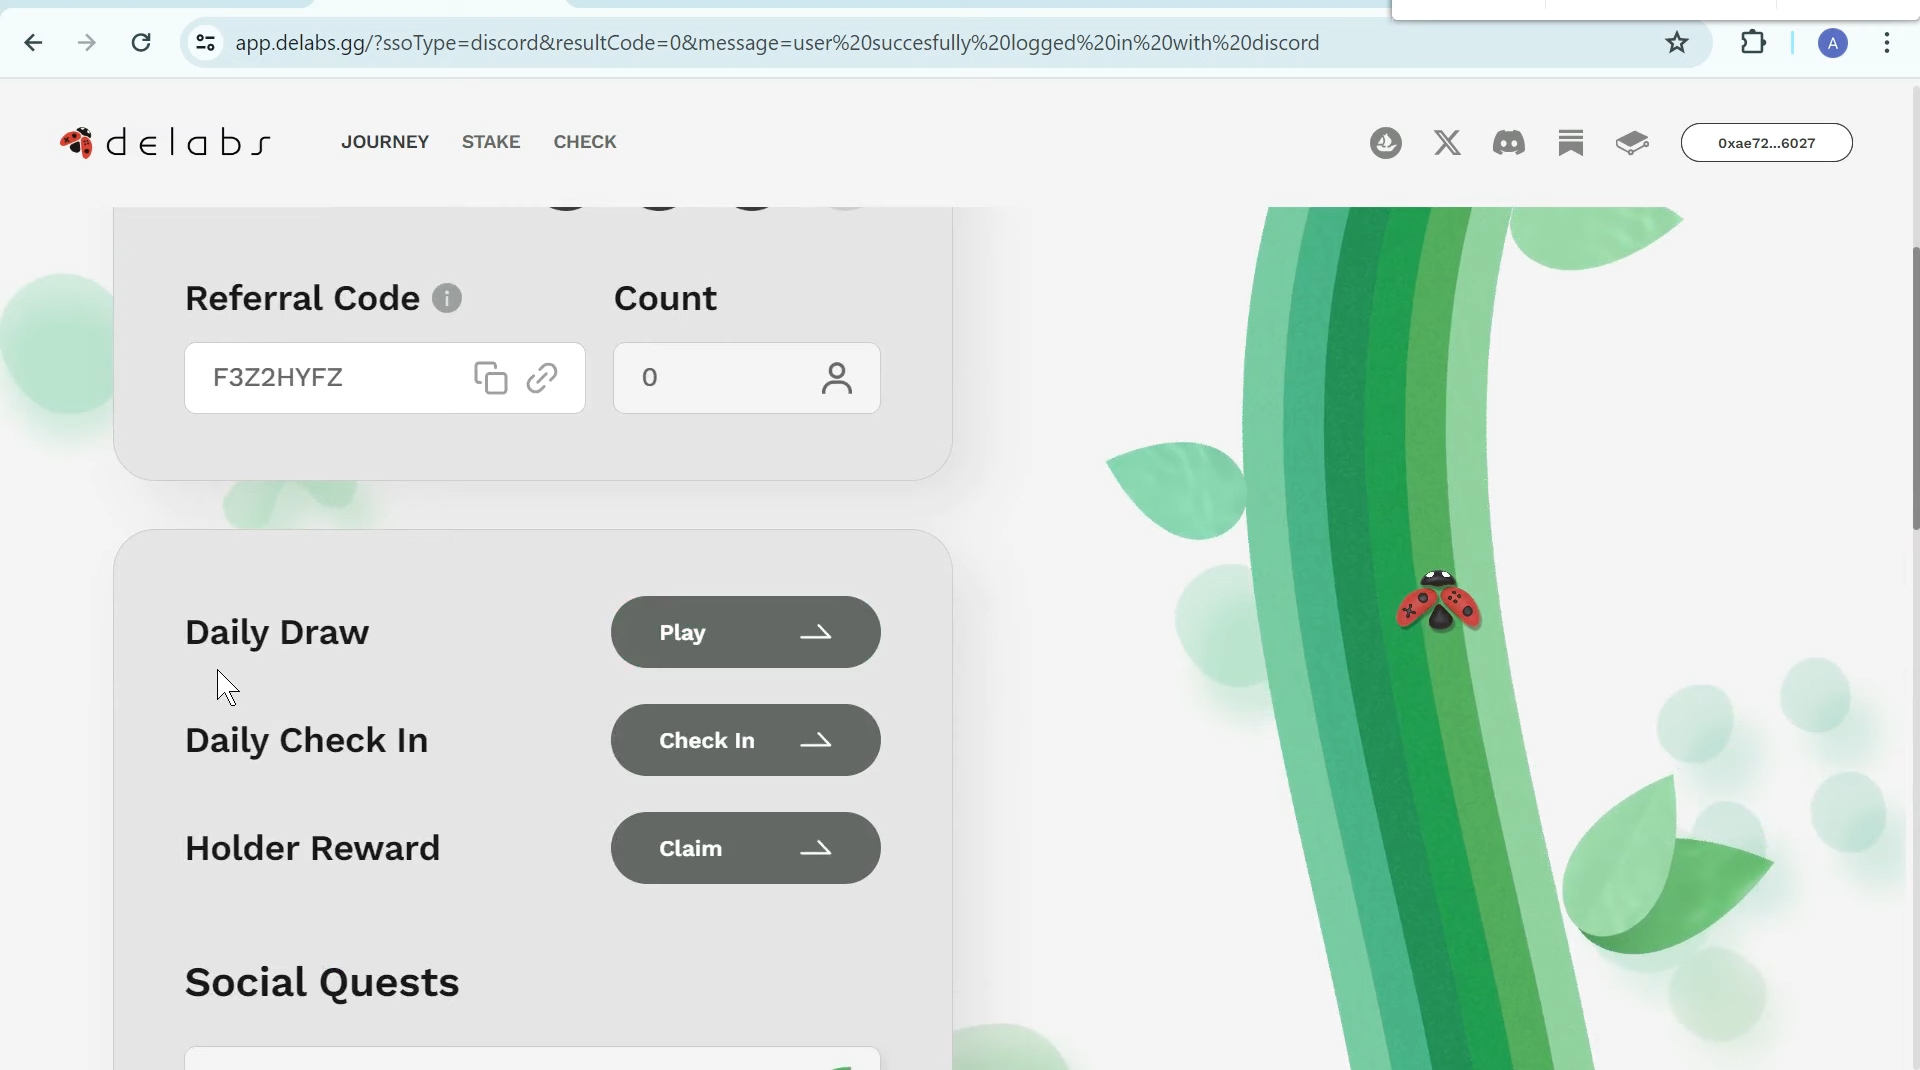 app.delabs.gg/?ssoType=discord&resultCode=0&message=user%20succesfully%20logged%20in%20with%20discord
A
delabs
JOURNEY STAKE CHECK
0xae72...6027
Referral Code i Count
F3Z2HYFZ 0
Daily Draw Play
Daily Check In Check In
Holder Reward Claim
Social Quests